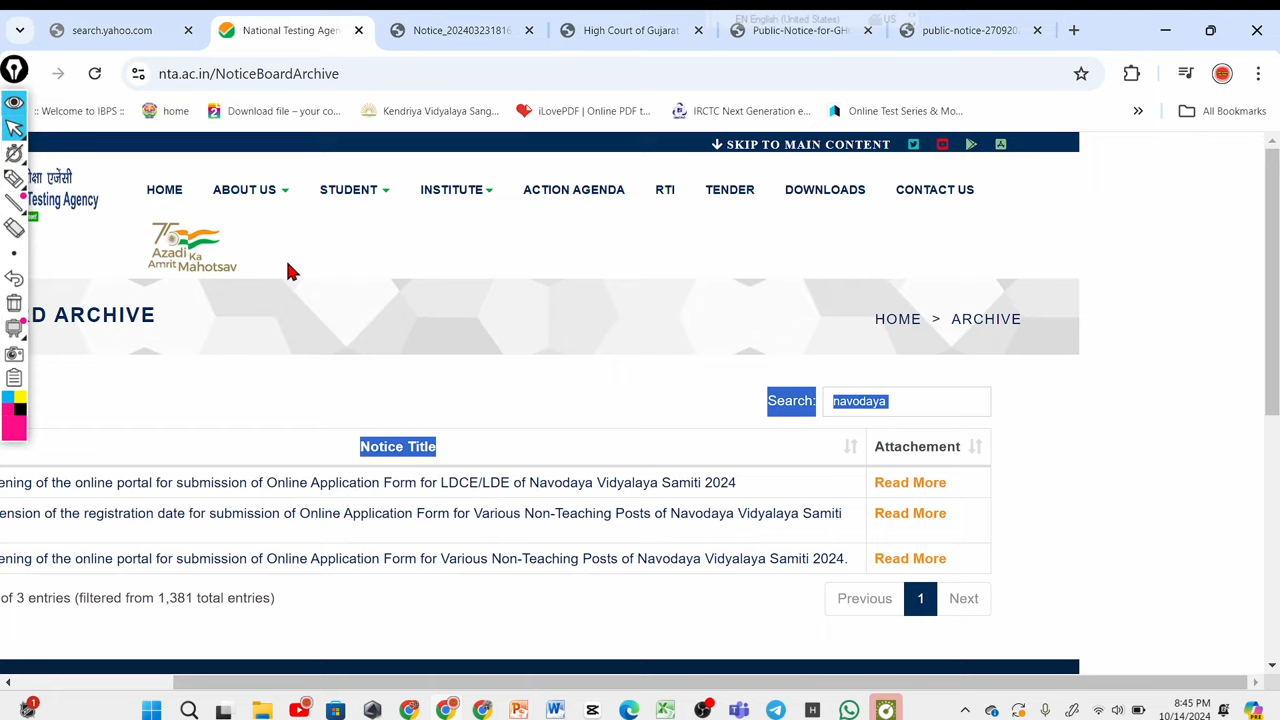 EN English (United States)
US
search.yahoo.com
National Testing Agen
Notice_20240323181
High Court of Gujarat
Public-Notice-for-GH
public-notice-270920
nta.ac.in/NoticeBoardArchive
:: Welcome to IBPS ::
home
Download file – your co...
Kendriya Vidyalaya Sang...
iLovePDF | Online PDF t...
IRCTC Next Generation e...
Online Test Series & Mo...
All Bookmarks
SKIP TO MAIN CONTENT
एजेंसी
Testing Agency
HOME
ABOUT US
STUDENT
INSTITUTE
ACTION AGENDA
RTI
TENDER
DOWNLOADS
CONTACT US
75
Azadi Ka
Amrit Mahotsav
D ARCHIVE
HOME > ARCHIVE
Search: navodaya
Notice Title
Attachement
ening of the online portal for submission of Online Application Form for LDCE/LDE of Navodaya Vidyalaya Samiti 2024
Read More
ension of the registration date for submission of Online Application Form for Various Non-Teaching Posts of Navodaya Vidyalaya Samiti
Read More
ening of the online portal for submission of Online Application Form for Various Non-Teaching Posts of Navodaya Vidyalaya Samiti 2024.
Read More
of 3 entries (filtered from 1,381 total entries)
Previous 1 Next
8:45 PM
10/14/2024